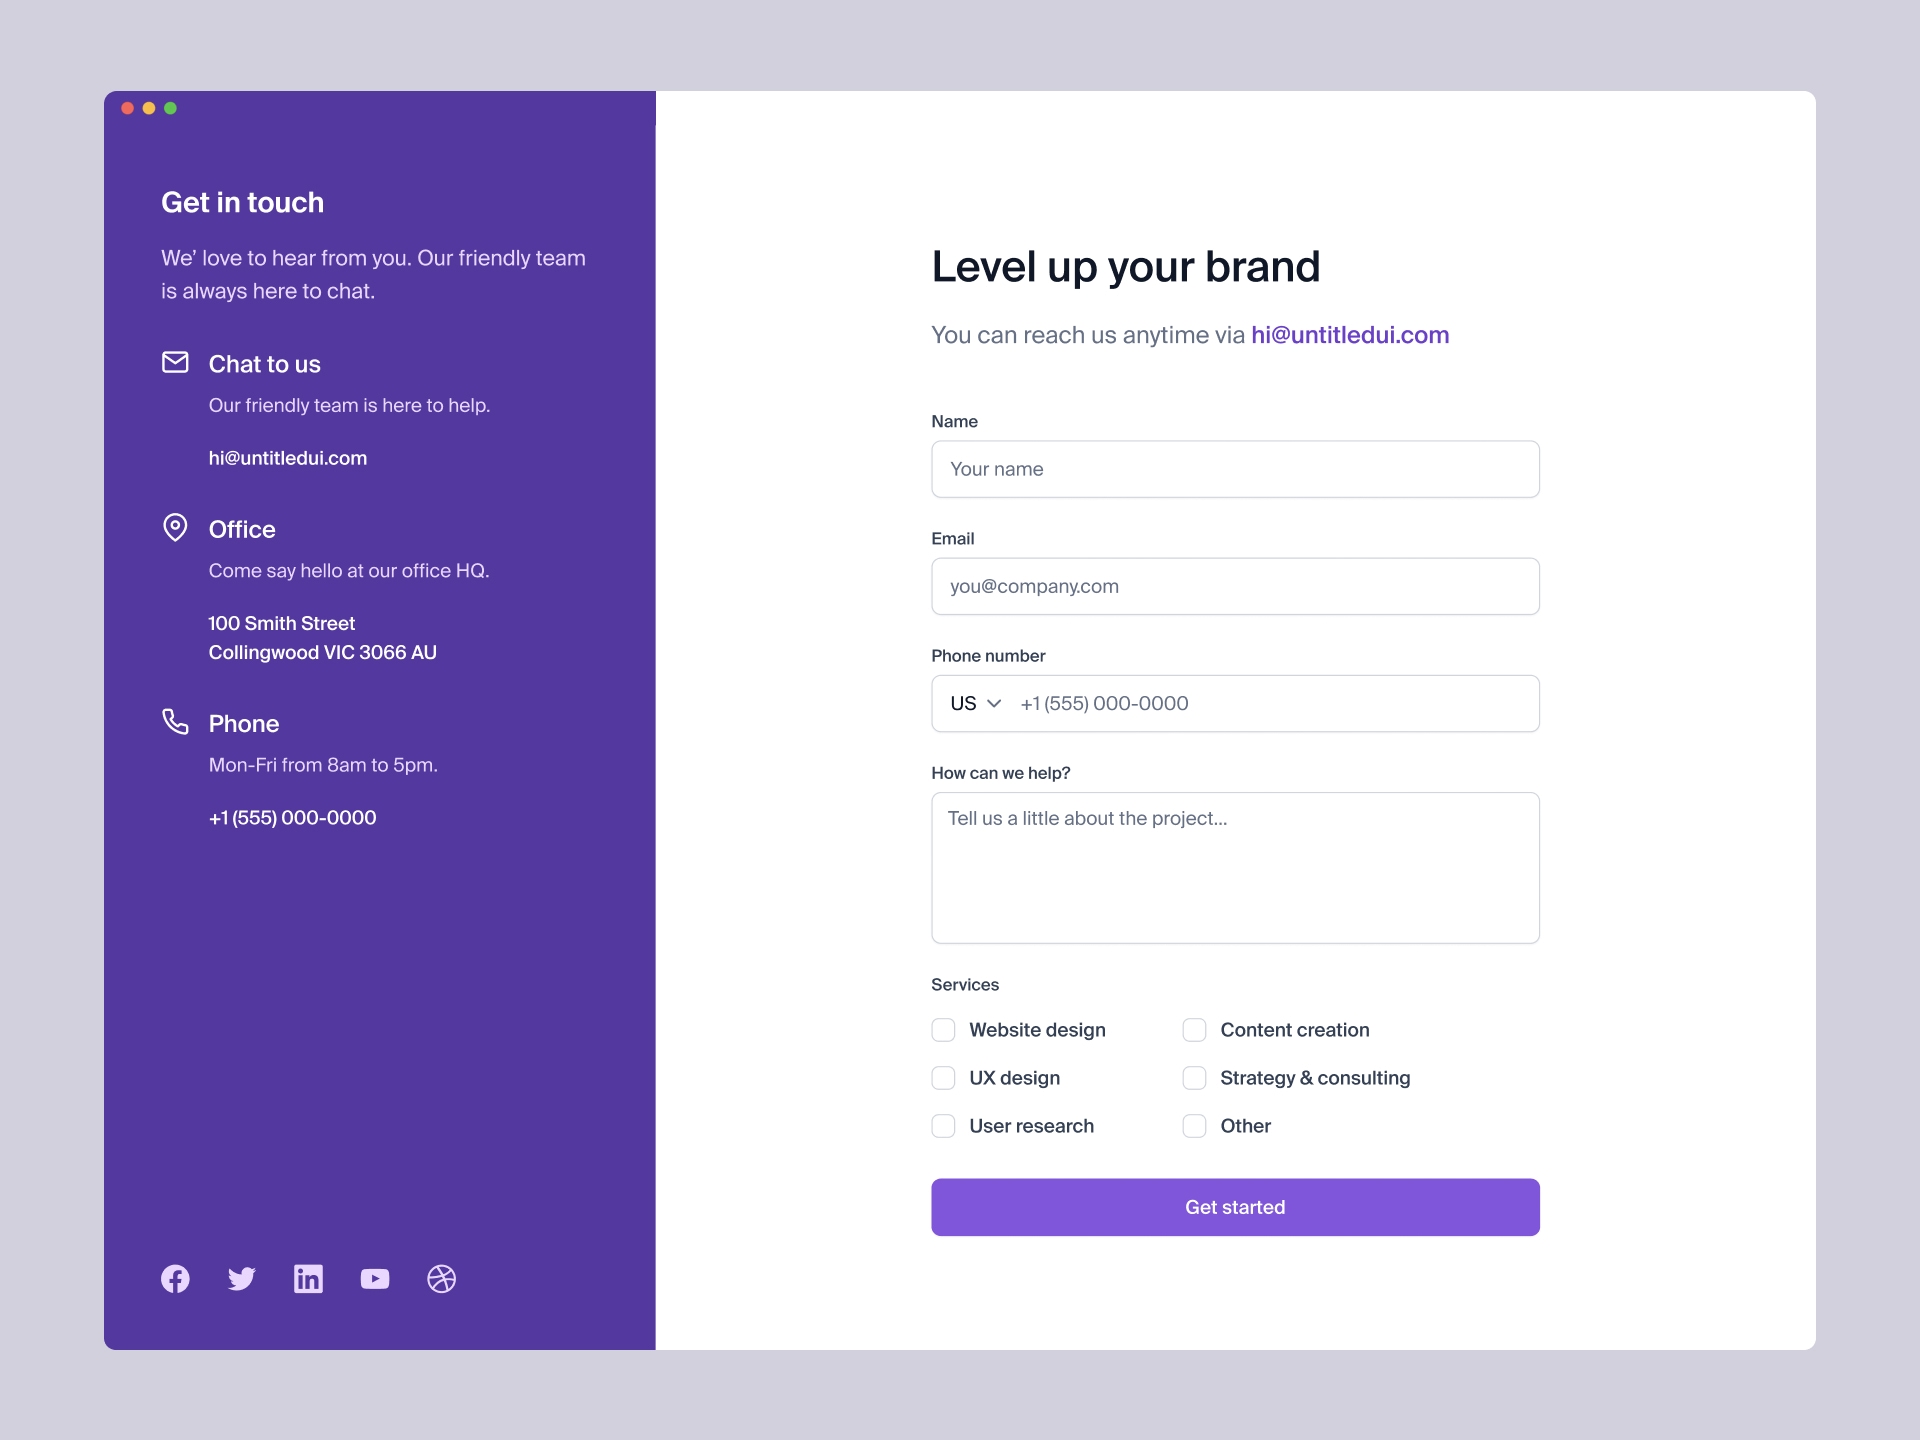 Get in touch
We’ love to hear from you. Our friendly team
is always here to chat.
Chat to us
Our friendly team is here to help.
hi@untitledui.com
Office
Come say hello at our office HQ.
100 Smith Street
Collingwood VIC 3066 AU
Phone
Mon-Fri from 8am to 5pm.
+1 (555) 000-0000
in
Level up your brand
You can reach us anytime via hi@untitledui.com
Name
Your name
Email
you@company.com
Phone number
US +1 (555) 000-0000
How can we help?
Tell us a little about the project...
Services
Website design
Content creation
UX design
Strategy & consulting
User research
Other
Get started